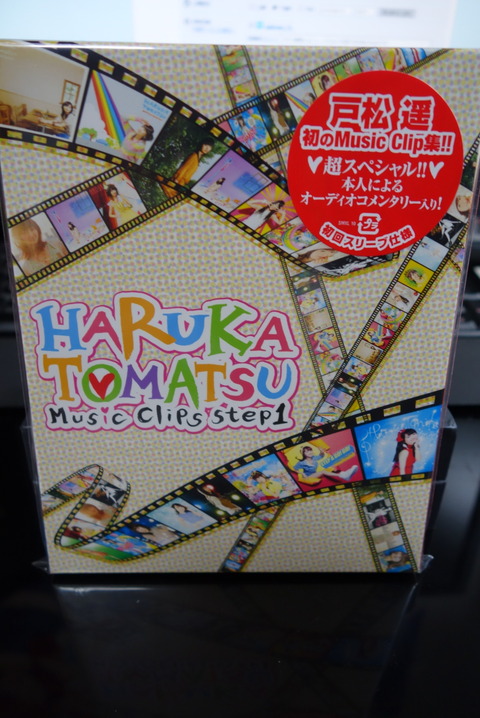 戸松 遥
初のMusic Clip集!!
♥超スペシャル!!♥
本人による
オーディオコメンタリー入り!
プラ
初回スリーブ仕様
HARUKA
TOMATSU
Music Clips step1